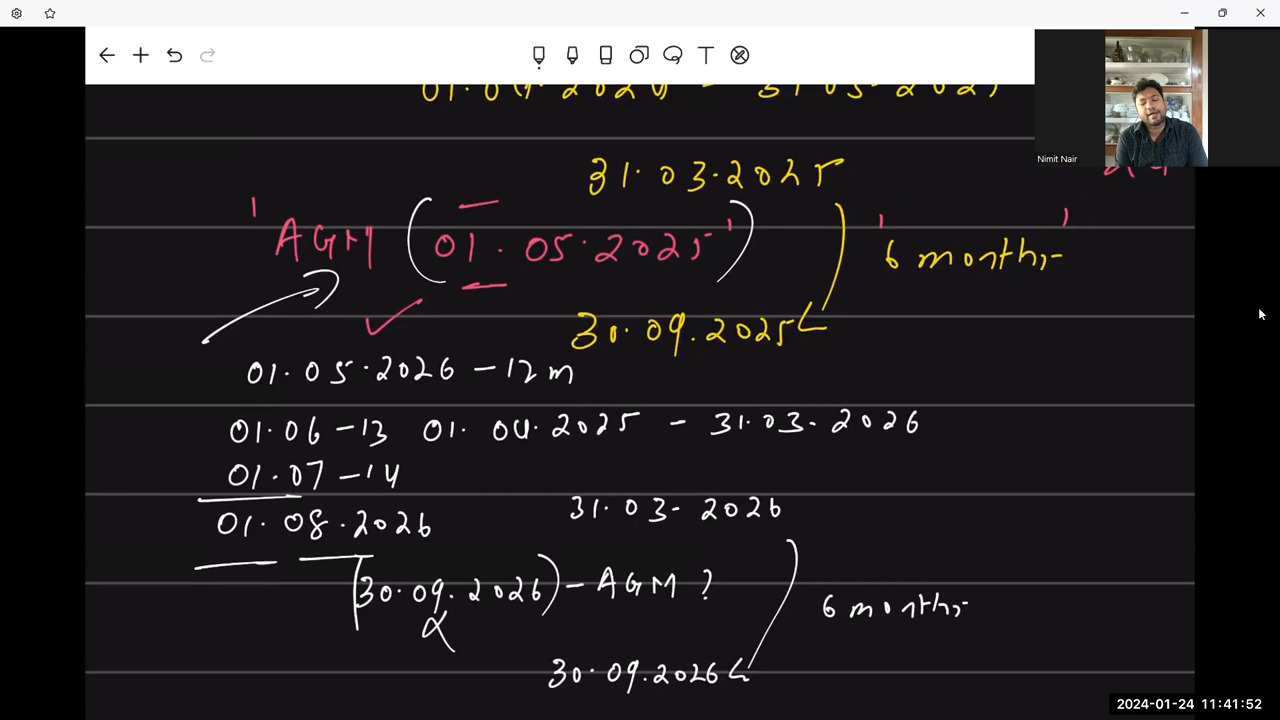 31.03.2025
'AGM (01.05.2025')
'6 months'
30.09.2025
01.05.2026 - 12m
01.06 - 13 01.04.2025 - 31.03.2026
01.07 - 14
01.08.2026
31.03.2026
(30.09.2026) - AGM ?
6 months
30.09.2026
Nimit Nair
2024-01-24 11:41:52